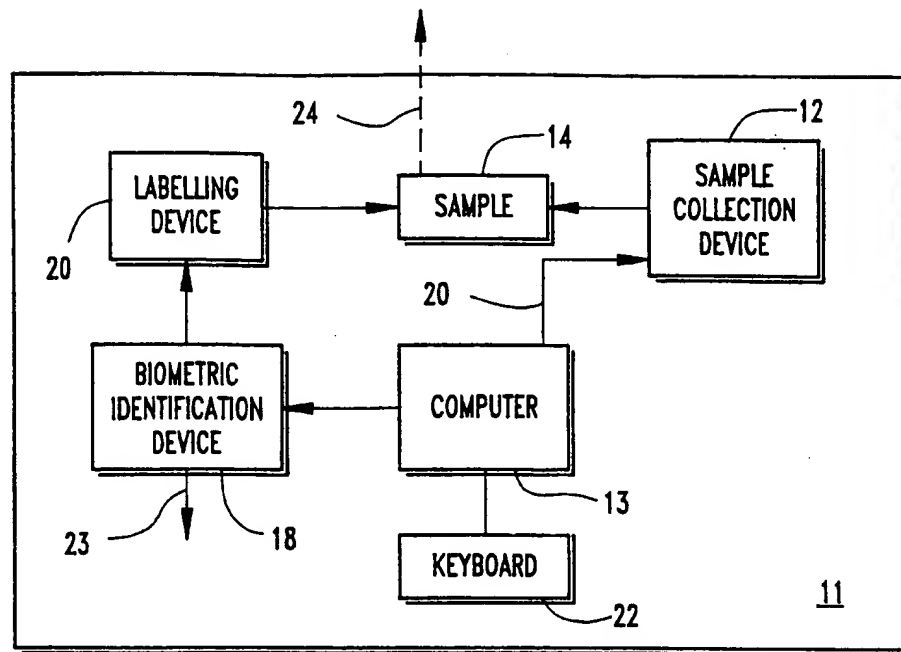 24
14
12
LABELLING
DEVICE
SAMPLE
SAMPLE
COLLECTION
DEVICE
20
20
BIOMETRIC
IDENTIFICATION
DEVICE
COMPUTER
23
18
13
KEYBOARD
22
11